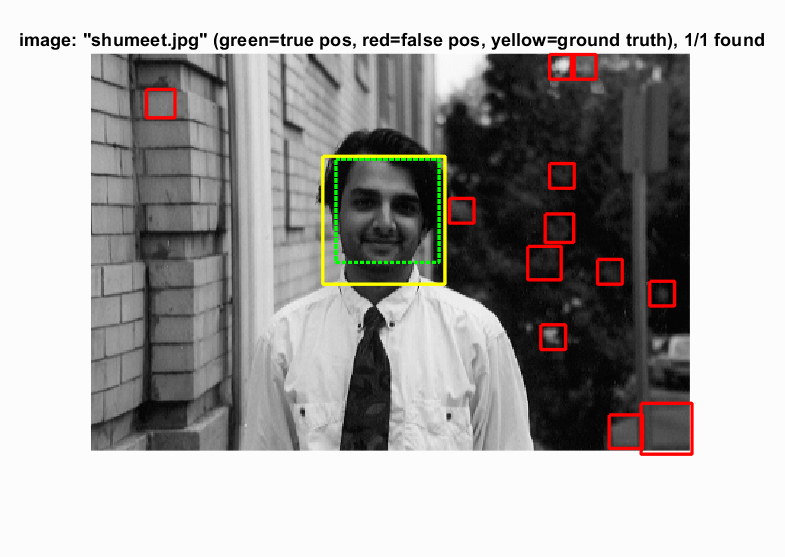 image: "shumeet.jpg" (green=true pos, red=false pos, yellow=ground truth), 1/1 found